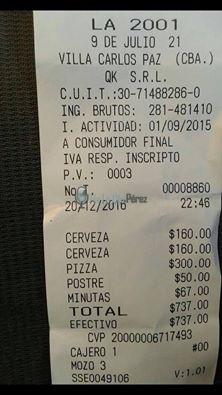 LA 2001
9 DE JULIO 21
VILLA CARLOS PAZ (CBA.)
QK S.R.L.
C.U.I.T.:30-71488286-0
ING. BRUTOS: 281-481410
I. ACTIVIDAD: 01/09/2015
A CONSUMIDOR FINAL
IVA RESP. INSCRIPTO
P.V.: 0003
No T. 00008860
Pérez
20/12/2016 22:46
CERVEZA $160.00
CERVEZA $160.00
PIZZA $300.00
POSTRE $50.00
MINUTAS $67.00
TOTAL $737.00
EFECTIVO $737.00
CVP 20000006717493
CAJERO 1 #00
MOZO 3
SSE0049106 V:1.01